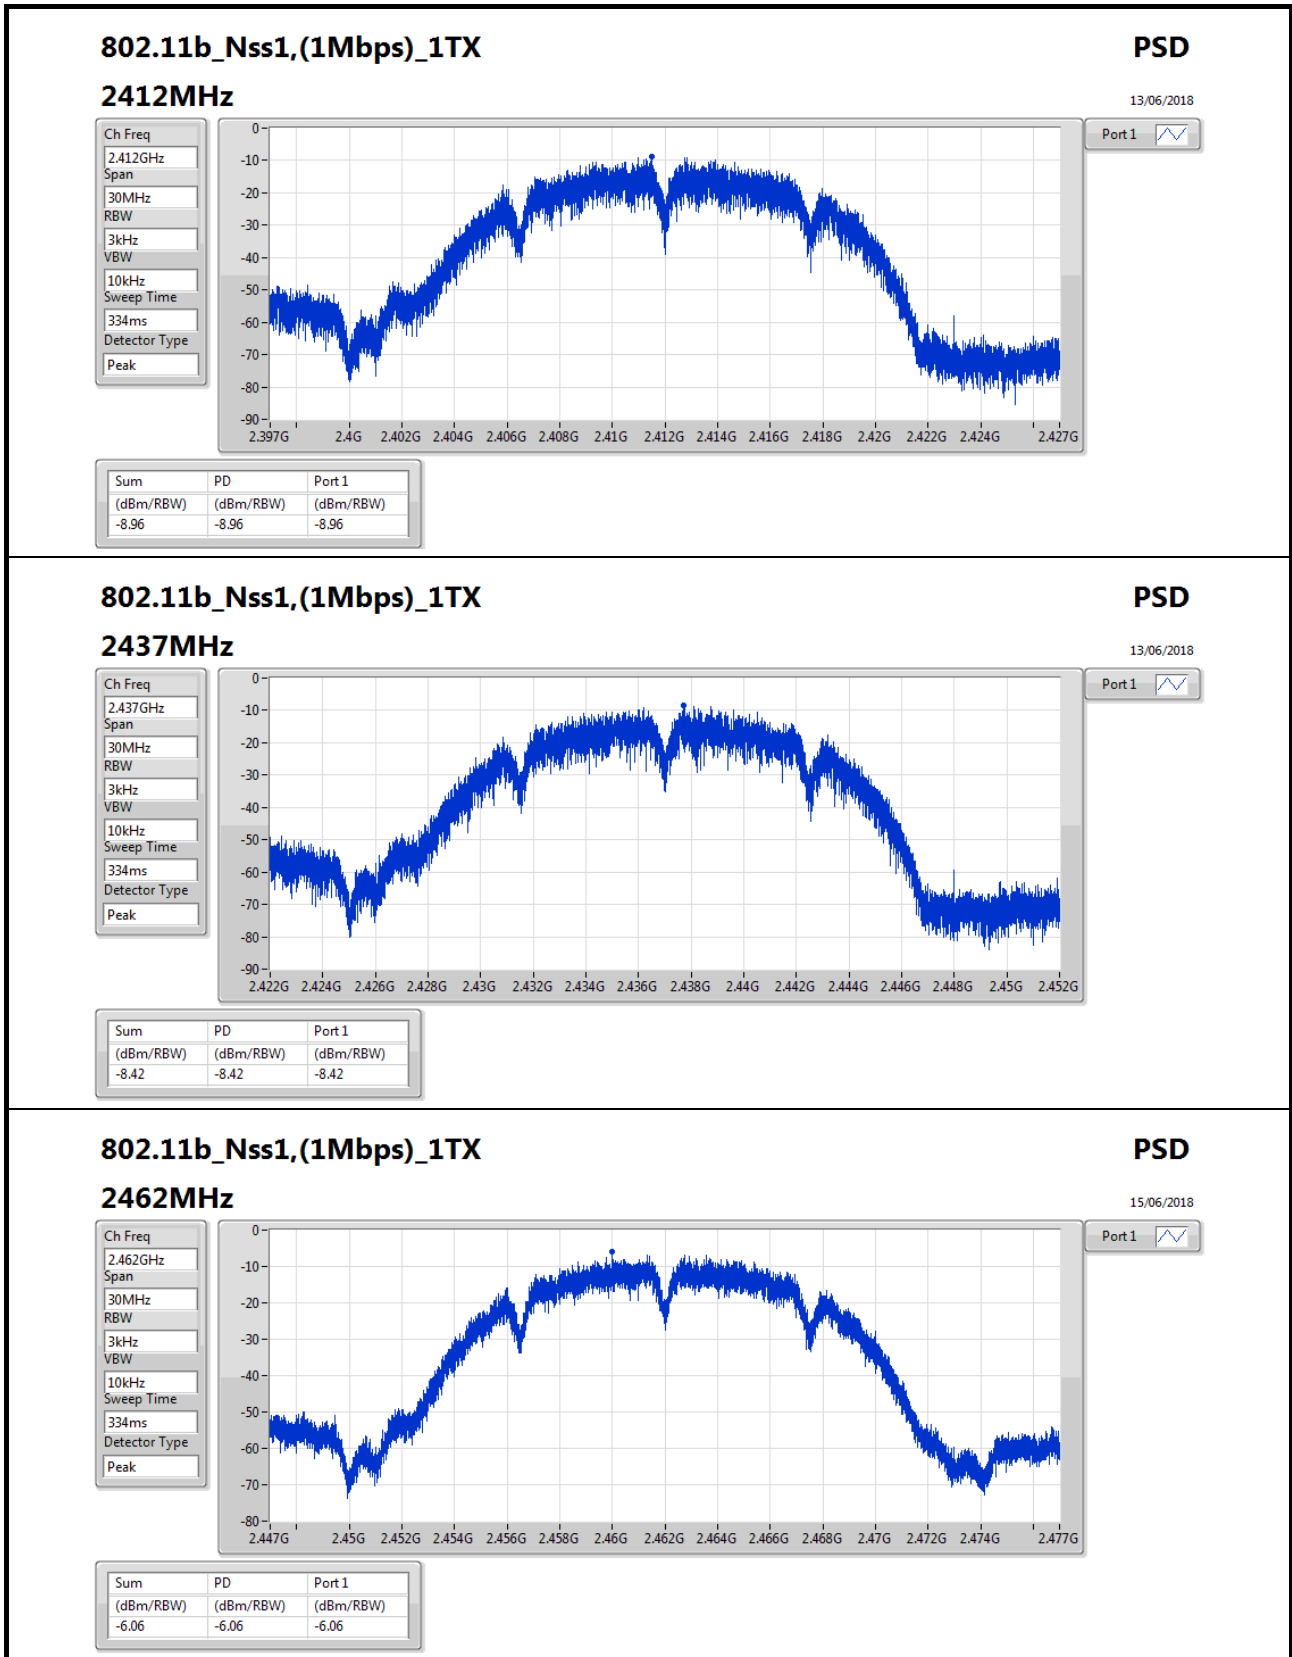 802.11b_Nss1,(1Mbps)_1TX PSD
2412MHz 13/06/2018
Ch Freq
2.412GHz
Span
30MHz
RBW
3kHz
VBW
10kHz
Sweep Time
334ms
Detector Type
Peak
0
-10
-20
-30
-40
-50
-60
-70
-80
-90
2.397G 2.4G 2.402G 2.404G 2.406G 2.408G 2.41G 2.412G 2.414G 2.416G 2.418G 2.42G 2.422G 2.424G 2.427G
Port 1
Sum PD Port 1
(dBm/RBW) (dBm/RBW) (dBm/RBW)
-8.96 -8.96 -8.96
802.11b_Nss1,(1Mbps)_1TX PSD
2437MHz 13/06/2018
Ch Freq
2.437GHz
Span
30MHz
RBW
3kHz
VBW
10kHz
Sweep Time
334ms
Detector Type
Peak
0
-10
-20
-30
-40
-50
-60
-70
-80
-90
2.422G 2.424G 2.426G 2.428G 2.43G 2.432G 2.434G 2.436G 2.438G 2.44G 2.442G 2.444G 2.446G 2.448G 2.45G 2.452G
Port 1
Sum PD Port 1
(dBm/RBW) (dBm/RBW) (dBm/RBW)
-8.42 -8.42 -8.42
802.11b_Nss1,(1Mbps)_1TX PSD
2462MHz 15/06/2018
Ch Freq
2.462GHz
Span
30MHz
RBW
3kHz
VBW
10kHz
Sweep Time
334ms
Detector Type
Peak
0
-10
-20
-30
-40
-50
-60
-70
-80
2.447G 2.45G 2.452G 2.454G 2.456G 2.458G 2.46G 2.462G 2.464G 2.466G 2.468G 2.47G 2.472G 2.474G 2.477G
Port 1
Sum PD Port 1
(dBm/RBW) (dBm/RBW) (dBm/RBW)
-6.06 -6.06 -6.06